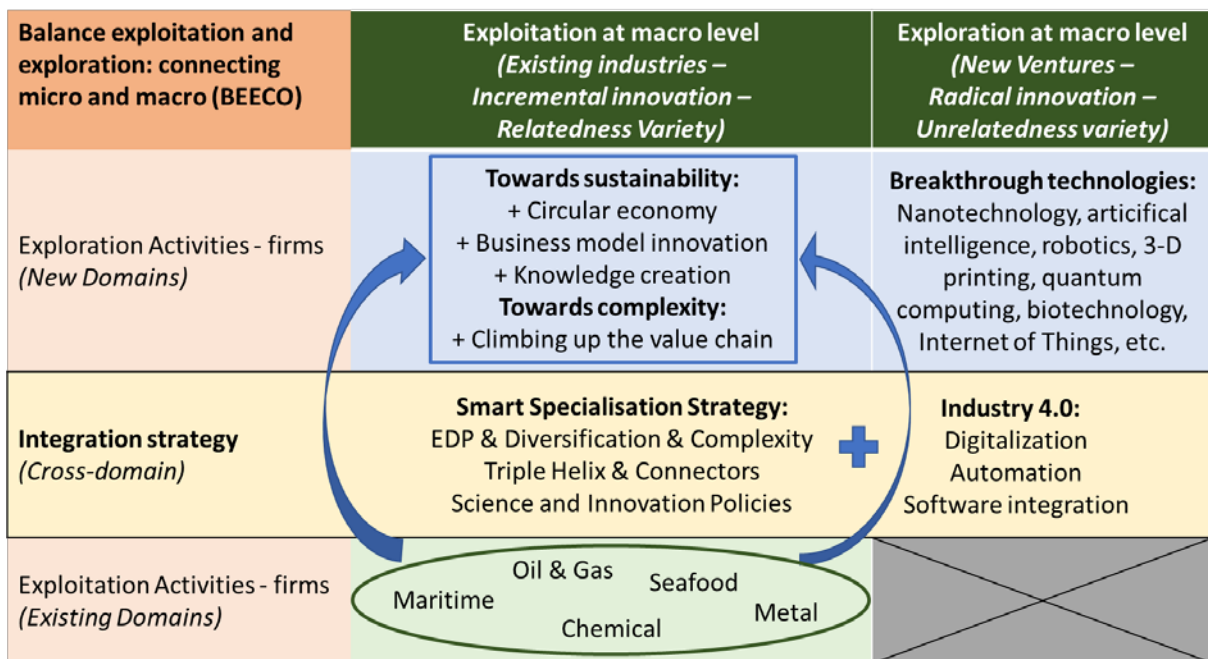 Balance exploitation and
exploration: connecting
micro and macro (BEECO)
Exploitation at macro level
(Existing industries –
Incremental innovation –
Relatedness Variety)
Exploration at macro level
(New Ventures –
Radical innovation –
Unrelatedness variety)
Exploration Activities - firms
(New Domains)
Towards sustainability:
+ Circular economy
+ Business model innovation
+ Knowledge creation
Towards complexity:
+ Climbing up the value chain
Breakthrough technologies:
Nanotechnology, articifical
intelligence, robotics, 3-D
printing, quantum
computing, biotechnology,
Internet of Things, etc.
Integration strategy
(Cross-domain)
Smart Specialisation Strategy:
EDP & Diversification & Complexity
Triple Helix & Connectors
Science and Innovation Policies
Industry 4.0:
Digitalization
Automation
Software integration
Exploitation Activities - firms
(Existing Domains)
Maritime
Oil & Gas
Seafood
Chemical
Metal